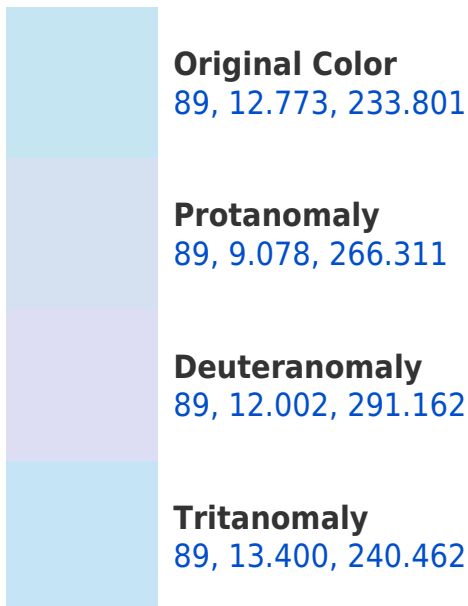 Original Color
89, 12.773, 233.801
Protanomaly
89, 9.078, 266.311
Deuteranomaly
89, 12.002, 291.162
Tritanomaly
89, 13.400, 240.462